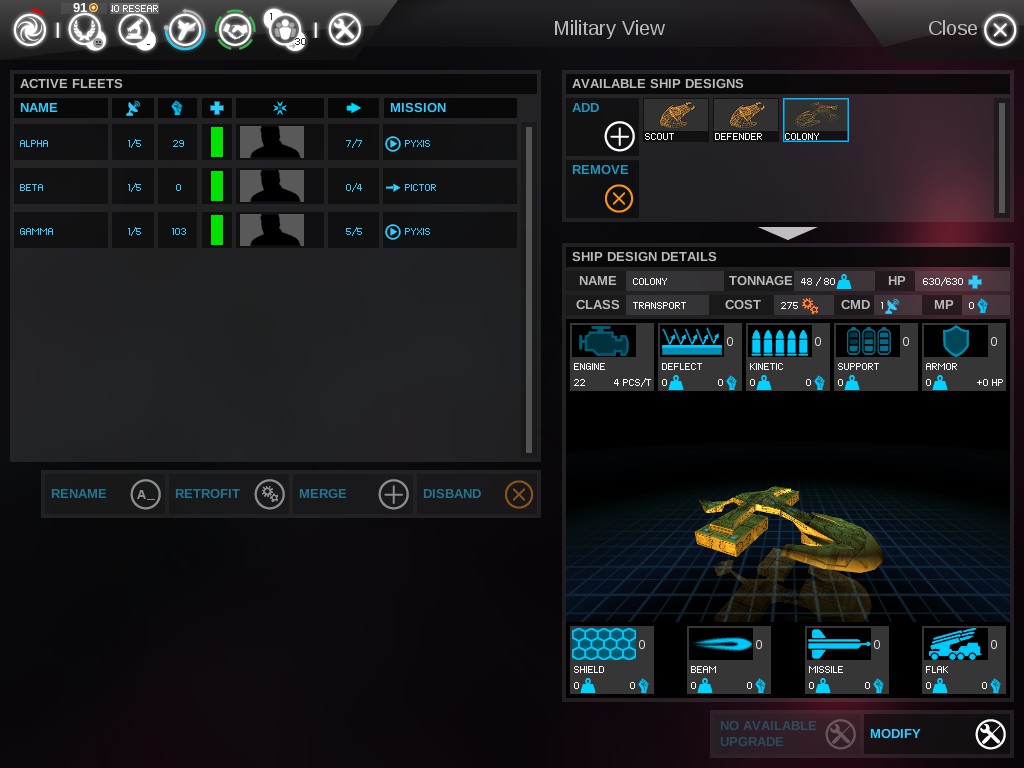 91
IO RESEAR
30
Military View
Close
ACTIVE FLEETS
NAME
MISSION
ALPHA 1/5 29 7/7 PYXIS
BETA 1/5 0 0/4 PICTOR
GAMMA 1/5 103 5/5 PYXIS
RENAME A_
RETROFIT
MERGE
DISBAND
AVAILABLE SHIP DESIGNS
ADD
REMOVE
SCOUT
DEFENDER
COLONY
SHIP DESIGN DETAILS
NAME COLONY TONNAGE 48 / 80 HP 630/630
CLASS TRANSPORT COST 275 CMD 1 MP 0
0 0 0 0
ENGINE DEFLECT KINETIC SUPPORT ARMOR
22 4 PCS/T 0 0 0 0 0 0 +0 HP
0 0 0 0
SHIELD BEAM MISSILE FLAK
0 0 0 0 0 0 0 0
NO AVAILABLE
UPGRADE
MODIFY